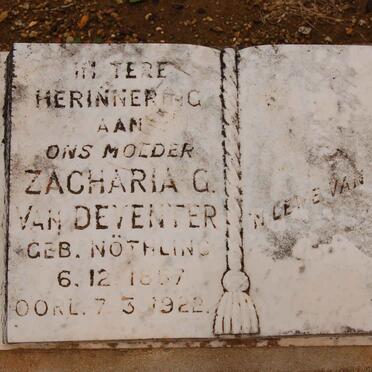 IN TERE
HERINNERING
AAN
ONS MOEDER
ZACHARIA G.
VAN DEVENTER
GEB. NÖTHLING
6.12.1867
OORL. 7.3.1922.
'N LEWE VAN